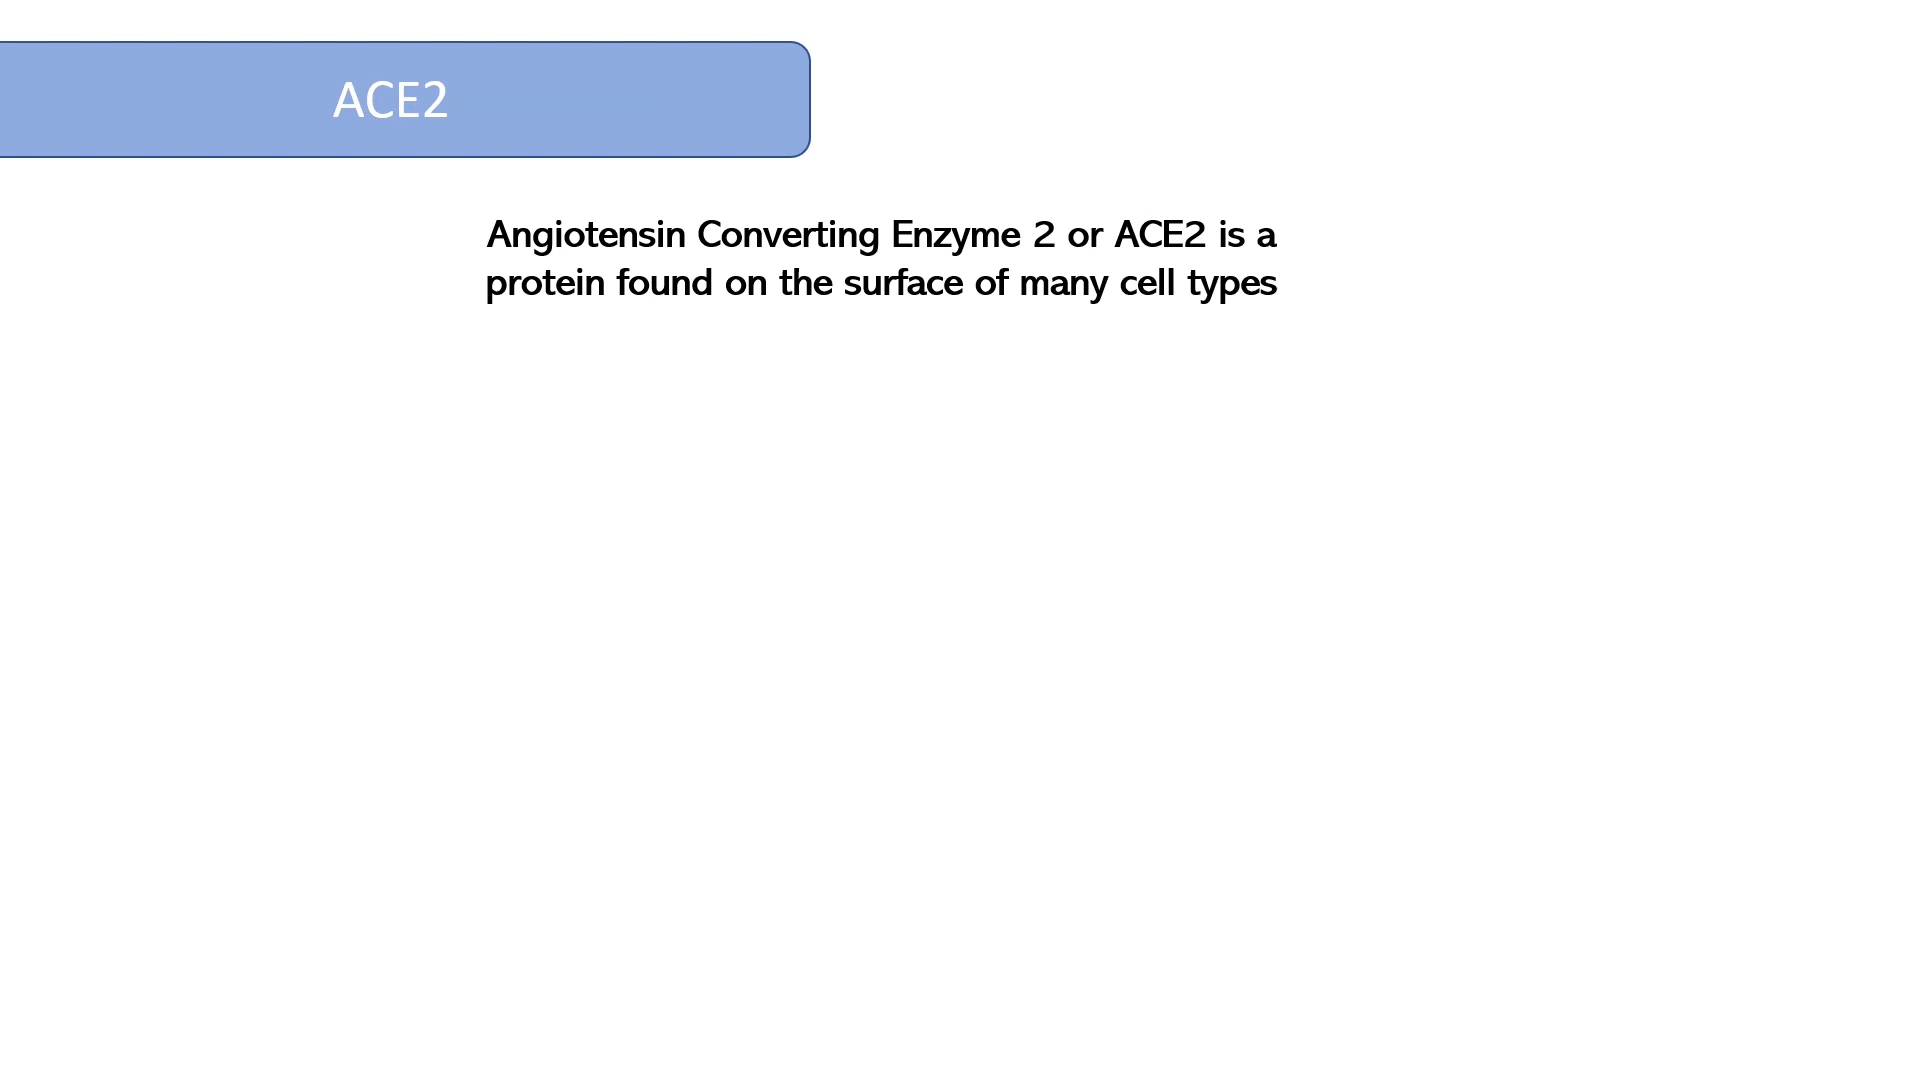 ACE2
Angiotensin Converting Enzyme 2 or ACE2 is a
protein found on the surface of many cell types